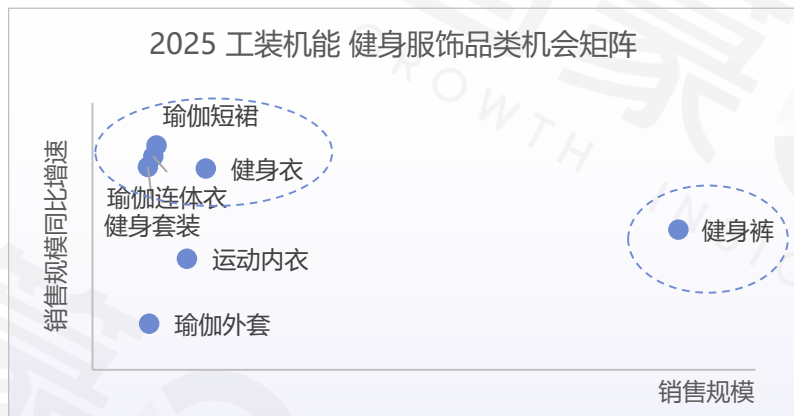 2025 工装机能 健身服饰品类机会矩阵
销售规模同比增速
瑜伽短裙
健身衣
瑜伽连体衣
健身套装
健身裤
运动内衣
瑜伽外套
销售规模
GROWTH INSIG